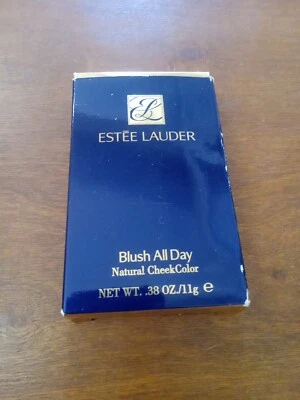 EL
ESTĒE LAUDER
Blush All Day
Natural CheekColor
NET WT. .38 OZ./11g e